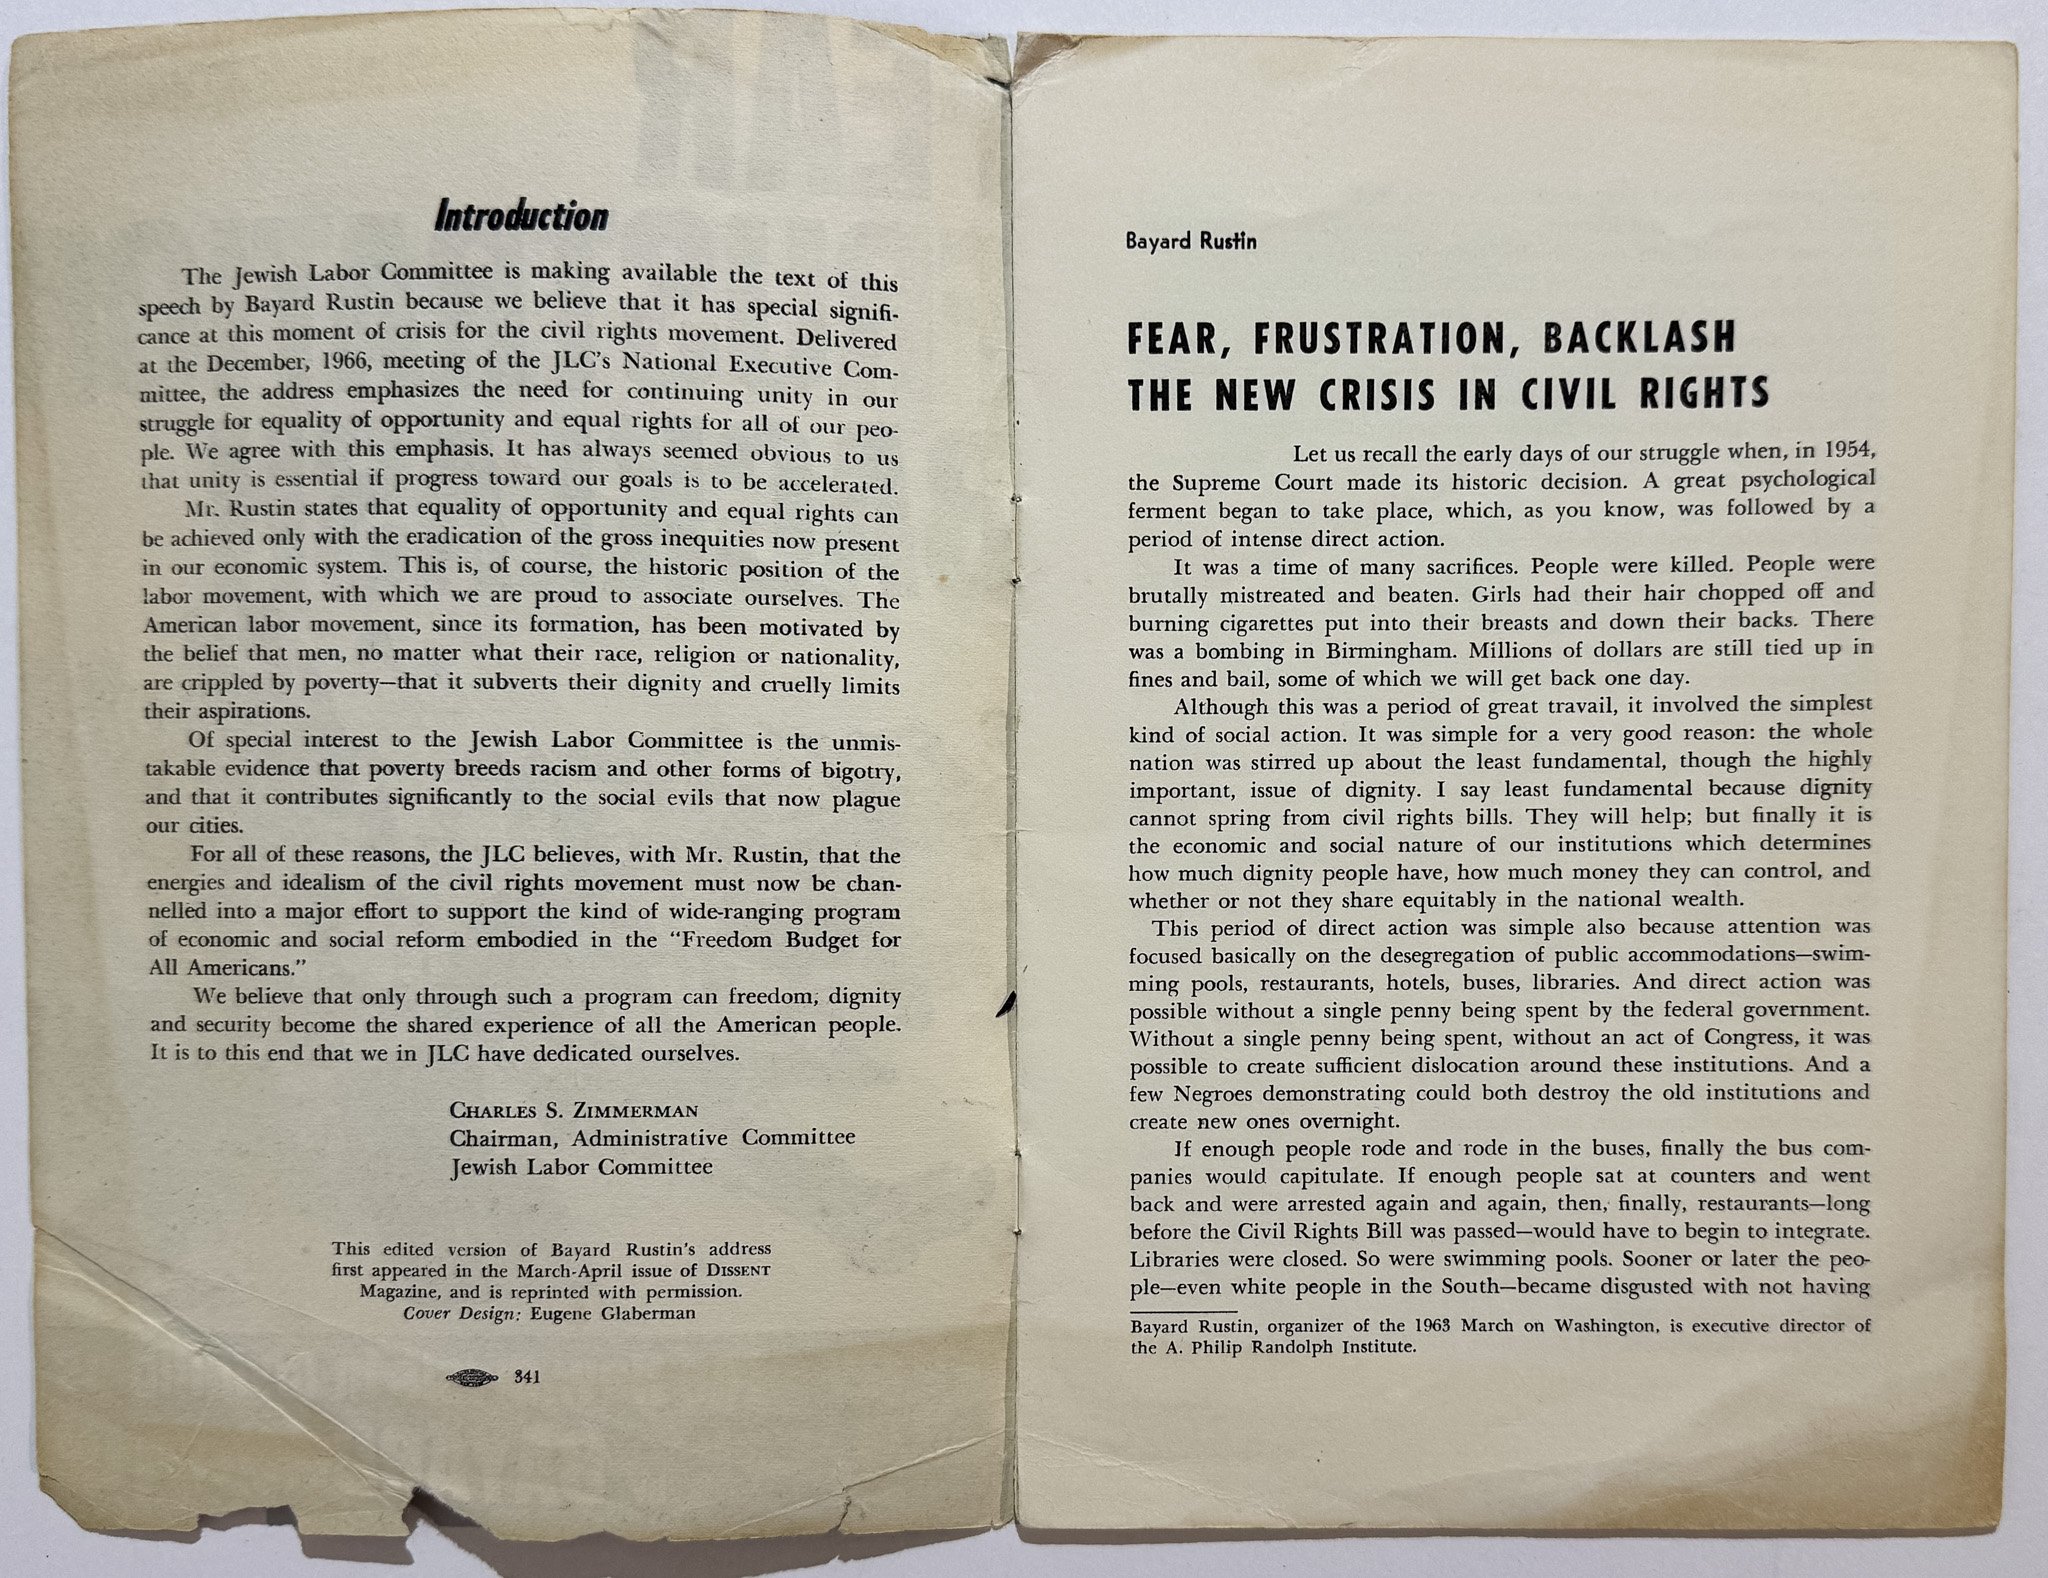 Introduction
The Jewish Labor Committee is making available the text of this
speech by Bayard Rustin because we believe that it has special signifi-
cance at this moment of crisis for the civil rights movement. Delivered
at the December, 1966, meeting of the JLC's National Executive Com-
mittee, the address emphasizes the need for continuing unity in our
struggle for equality of opportunity and equal rights for all of our peo-
ple. We agree with this emphasis. It has always seemed obvious to us
that unity is essential if progress toward our goals is to be accelerated.
Mr. Rustin states that equality of opportunity and equal rights can
be achieved only with the eradication of the gross inequities now present
in our economic system. This is, of course, the historic position of the
labor movement, with which we are proud to associate ourselves. The
American labor movement, since its formation, has been motivated by
the belief that men, no matter what their race, religion or nationality,
are crippled by poverty—that it subverts their dignity and cruelly limits
their aspirations.
Of special interest to the Jewish Labor Committee is the unmis-
takable evidence that poverty breeds racism and other forms of bigotry,
and that it contributes significantly to the social evils that now plague
our cities.
For all of these reasons, the JLC believes, with Mr. Rustin, that the
energies and idealism of the civil rights movement must now be chan-
nelled into a major effort to support the kind of wide-ranging program
of economic and social reform embodied in the "Freedom Budget for
All Americans."
We believe that only through such a program can freedom, dignity
and security become the shared experience of all the American people.
It is to this end that we in JLC have dedicated ourselves.
CHARLES S. ZIMMERMAN
Chairman, Administrative Committee
Jewish Labor Committee
This edited version of Bayard Rustin's address
first appeared in the March-April issue of DISSENT
Magazine, and is reprinted with permission.
Cover Design: Eugene Glaberman
341
Bayard Rustin
FEAR, FRUSTRATION, BACKLASH
THE NEW CRISIS IN CIVIL RIGHTS
Let us recall the early days of our struggle when, in 1954,
the Supreme Court made its historic decision. A great psychological
ferment began to take place, which, as you know, was followed by a
period of intense direct action.
It was a time of many sacrifices. People were killed. People were
brutally mistreated and beaten. Girls had their hair chopped off and
burning cigarettes put into their breasts and down their backs. There
was a bombing in Birmingham. Millions of dollars are still tied up in
fines and bail, some of which we will get back one day.
Although this was a period of great travail, it involved the simplest
kind of social action. It was simple for a very good reason: the whole
nation was stirred up about the least fundamental, though the highly
important, issue of dignity. I say least fundamental because dignity
cannot spring from civil rights bills. They will help; but finally it is
the economic and social nature of our institutions which determines
how much dignity people have, how much money they can control, and
whether or not they share equitably in the national wealth.
This period of direct action was simple also because attention was
focused basically on the desegregation of public accommodations—swim-
ming pools, restaurants, hotels, buses, libraries. And direct action was
possible without a single penny being spent by the federal government.
Without a single penny being spent, without an act of Congress, it was
possible to create sufficient dislocation around these institutions. And a
few Negroes demonstrating could both destroy the old institutions and
create new ones overnight.
If enough people rode and rode in the buses, finally the bus com-
panies would capitulate. If enough people sat at counters and went
back and were arrested again and again, then, finally, restaurants—long
before the Civil Rights Bill was passed—would have to begin to integrate.
Libraries were closed. So were swimming pools. Sooner or later the peo-
ple—even white people in the South—became disgusted with not having
Bayard Rustin, organizer of the 1963 March on Washington, is executive director of
the A. Philip Randolph Institute.